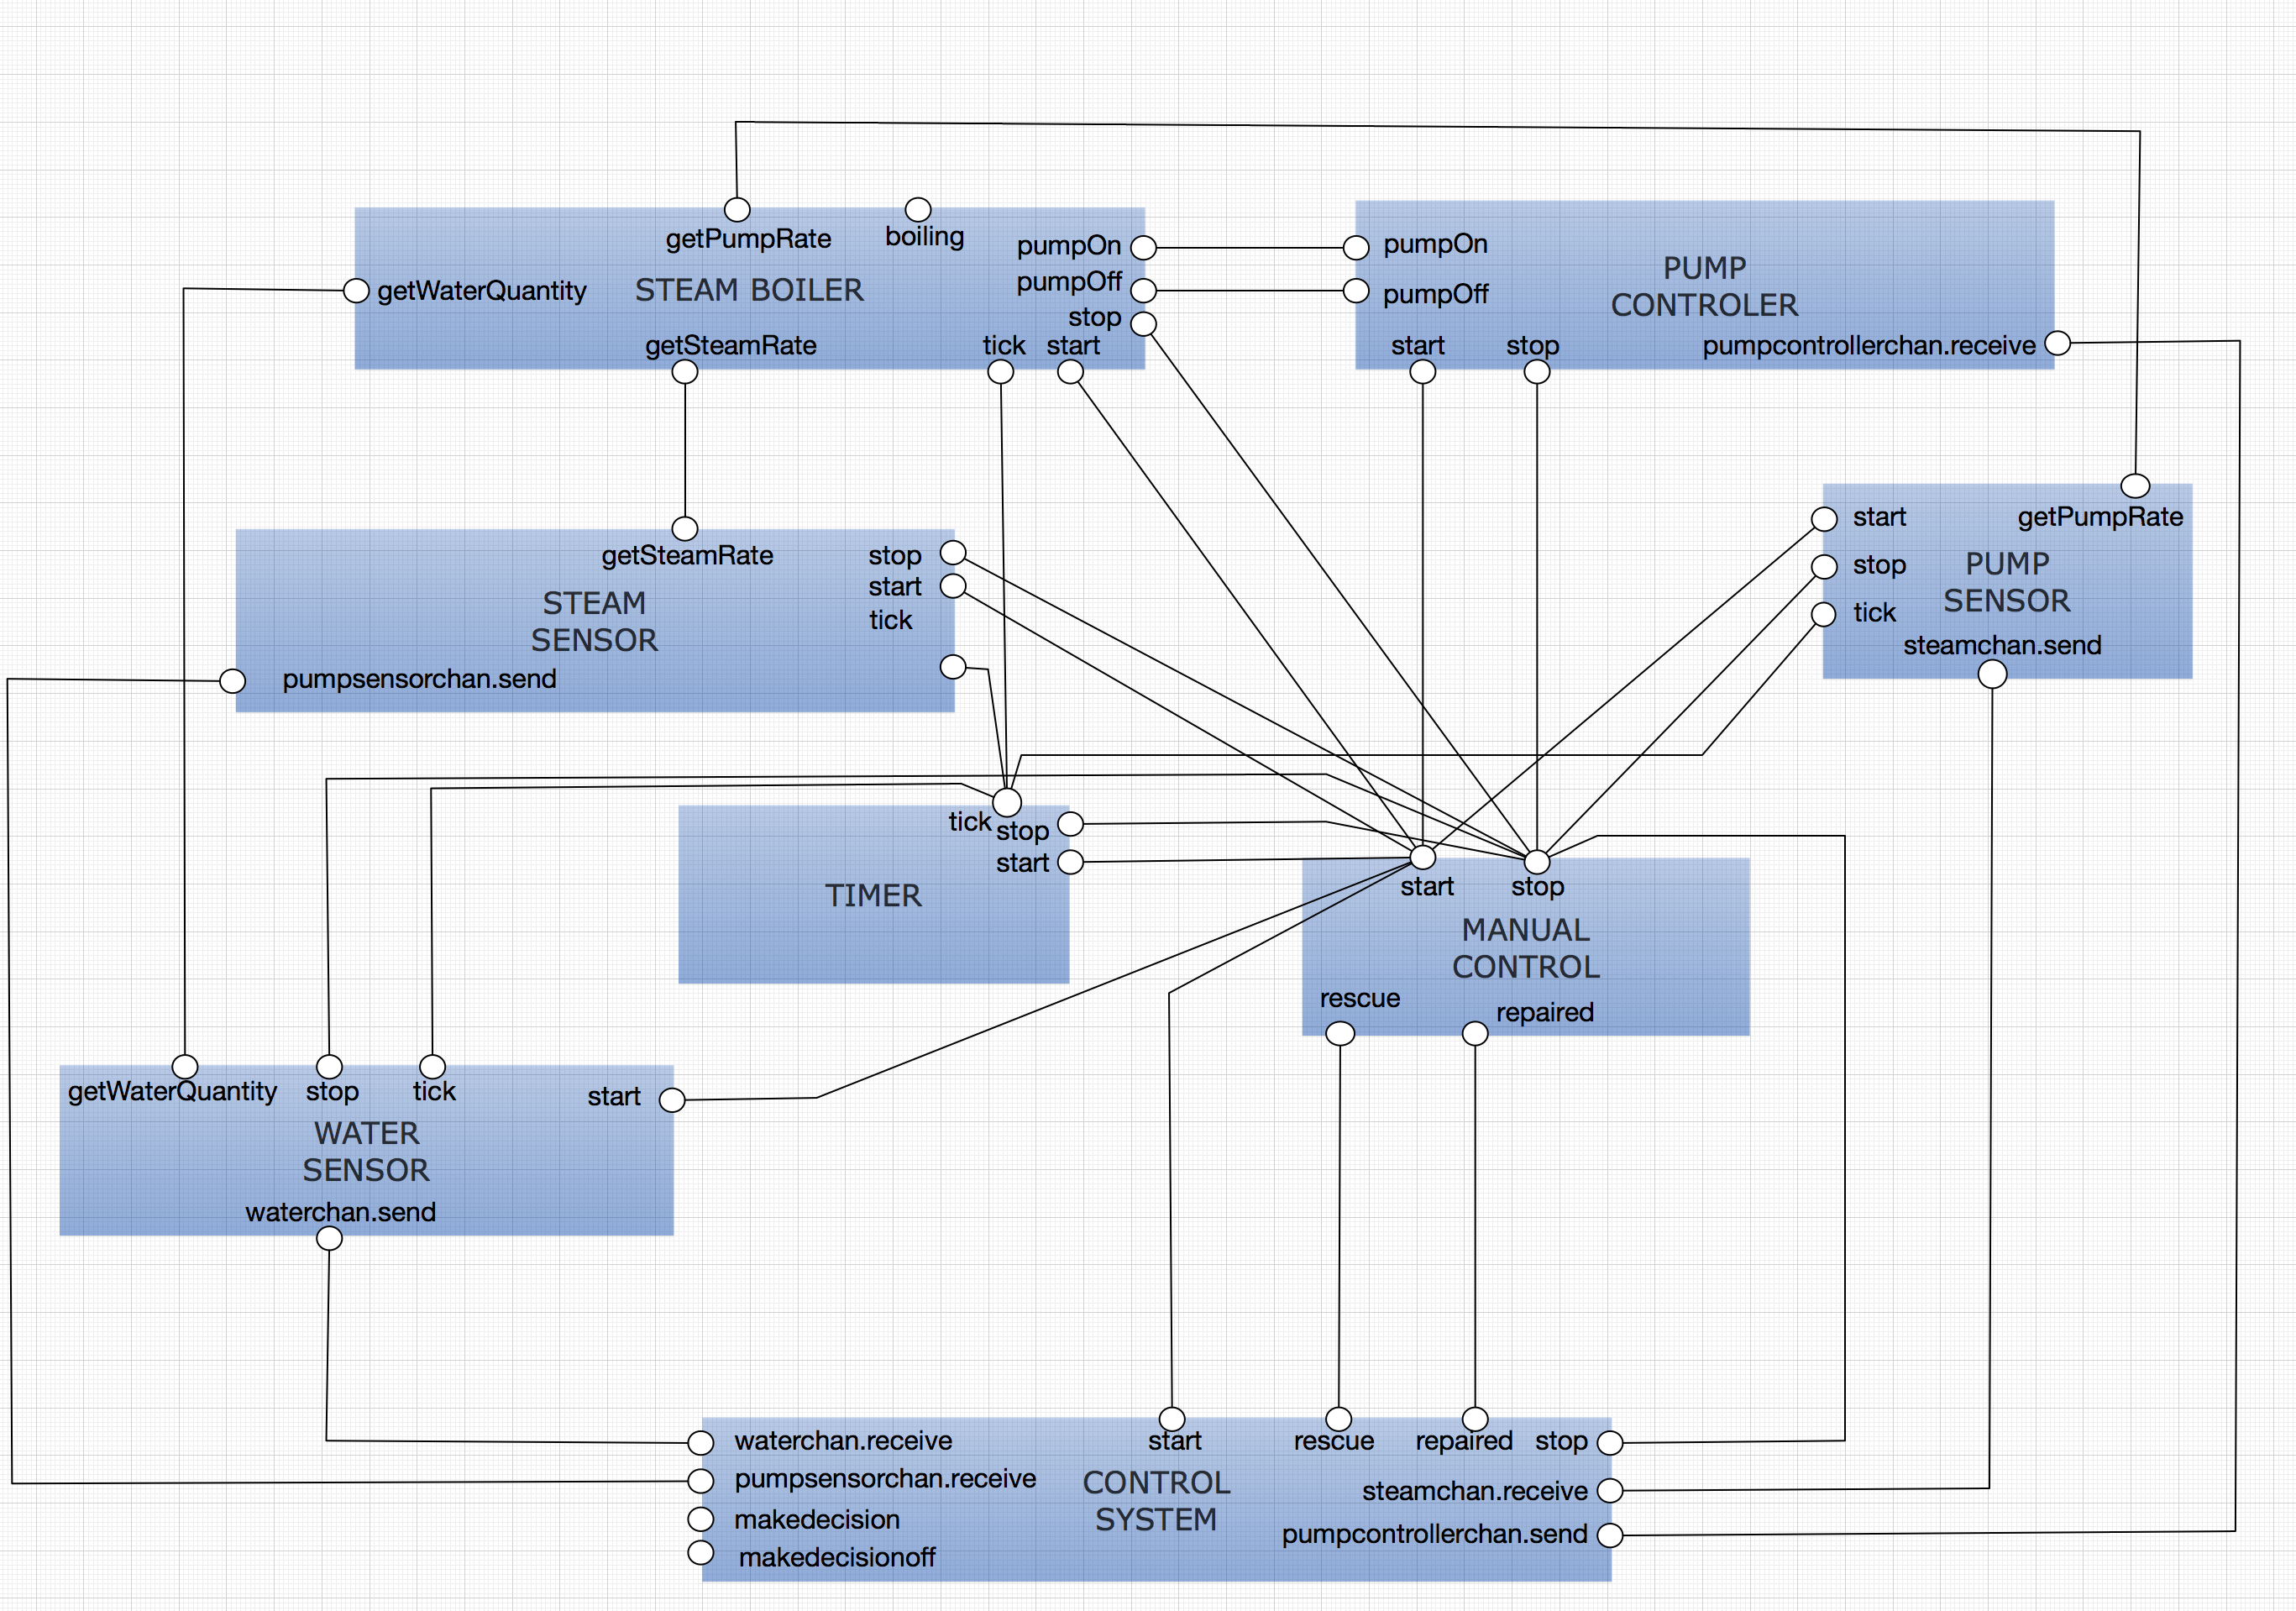 getPumpRate
boiling
pumpOn
getWaterQuantity
STEAM BOILER
pumpOff
stop
getSteamRate
tick
start
pumpOn
PUMP
CONTROLER
pumpOff
start
stop
pumpcontrollerchan.receive
getSteamRate
stop
start
tick
STEAM
SENSOR
pumpsensorchan.send
start
getPumpRate
stop
PUMP
SENSOR
tick
steamchan.send
tick
stop
start
TIMER
start
stop
MANUAL
CONTROL
rescue
repaired
getWaterQuantity
stop
tick
start
WATER
SENSOR
waterchan.send
waterchan.receive
start
rescue
repaired
stop
pumpsensorchan.receive
CONTROL
SYSTEM
steamchan.receive
makedecision
pumpcontrollerchan.send
makedecisionoff